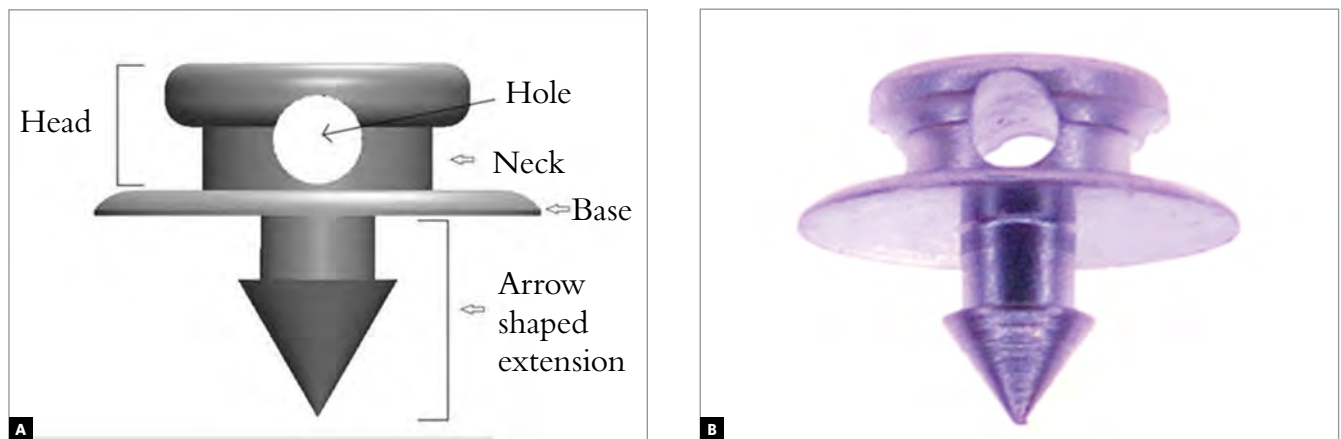 Head
Hole
Neck
Base
Arrow
shaped
extension
A
B